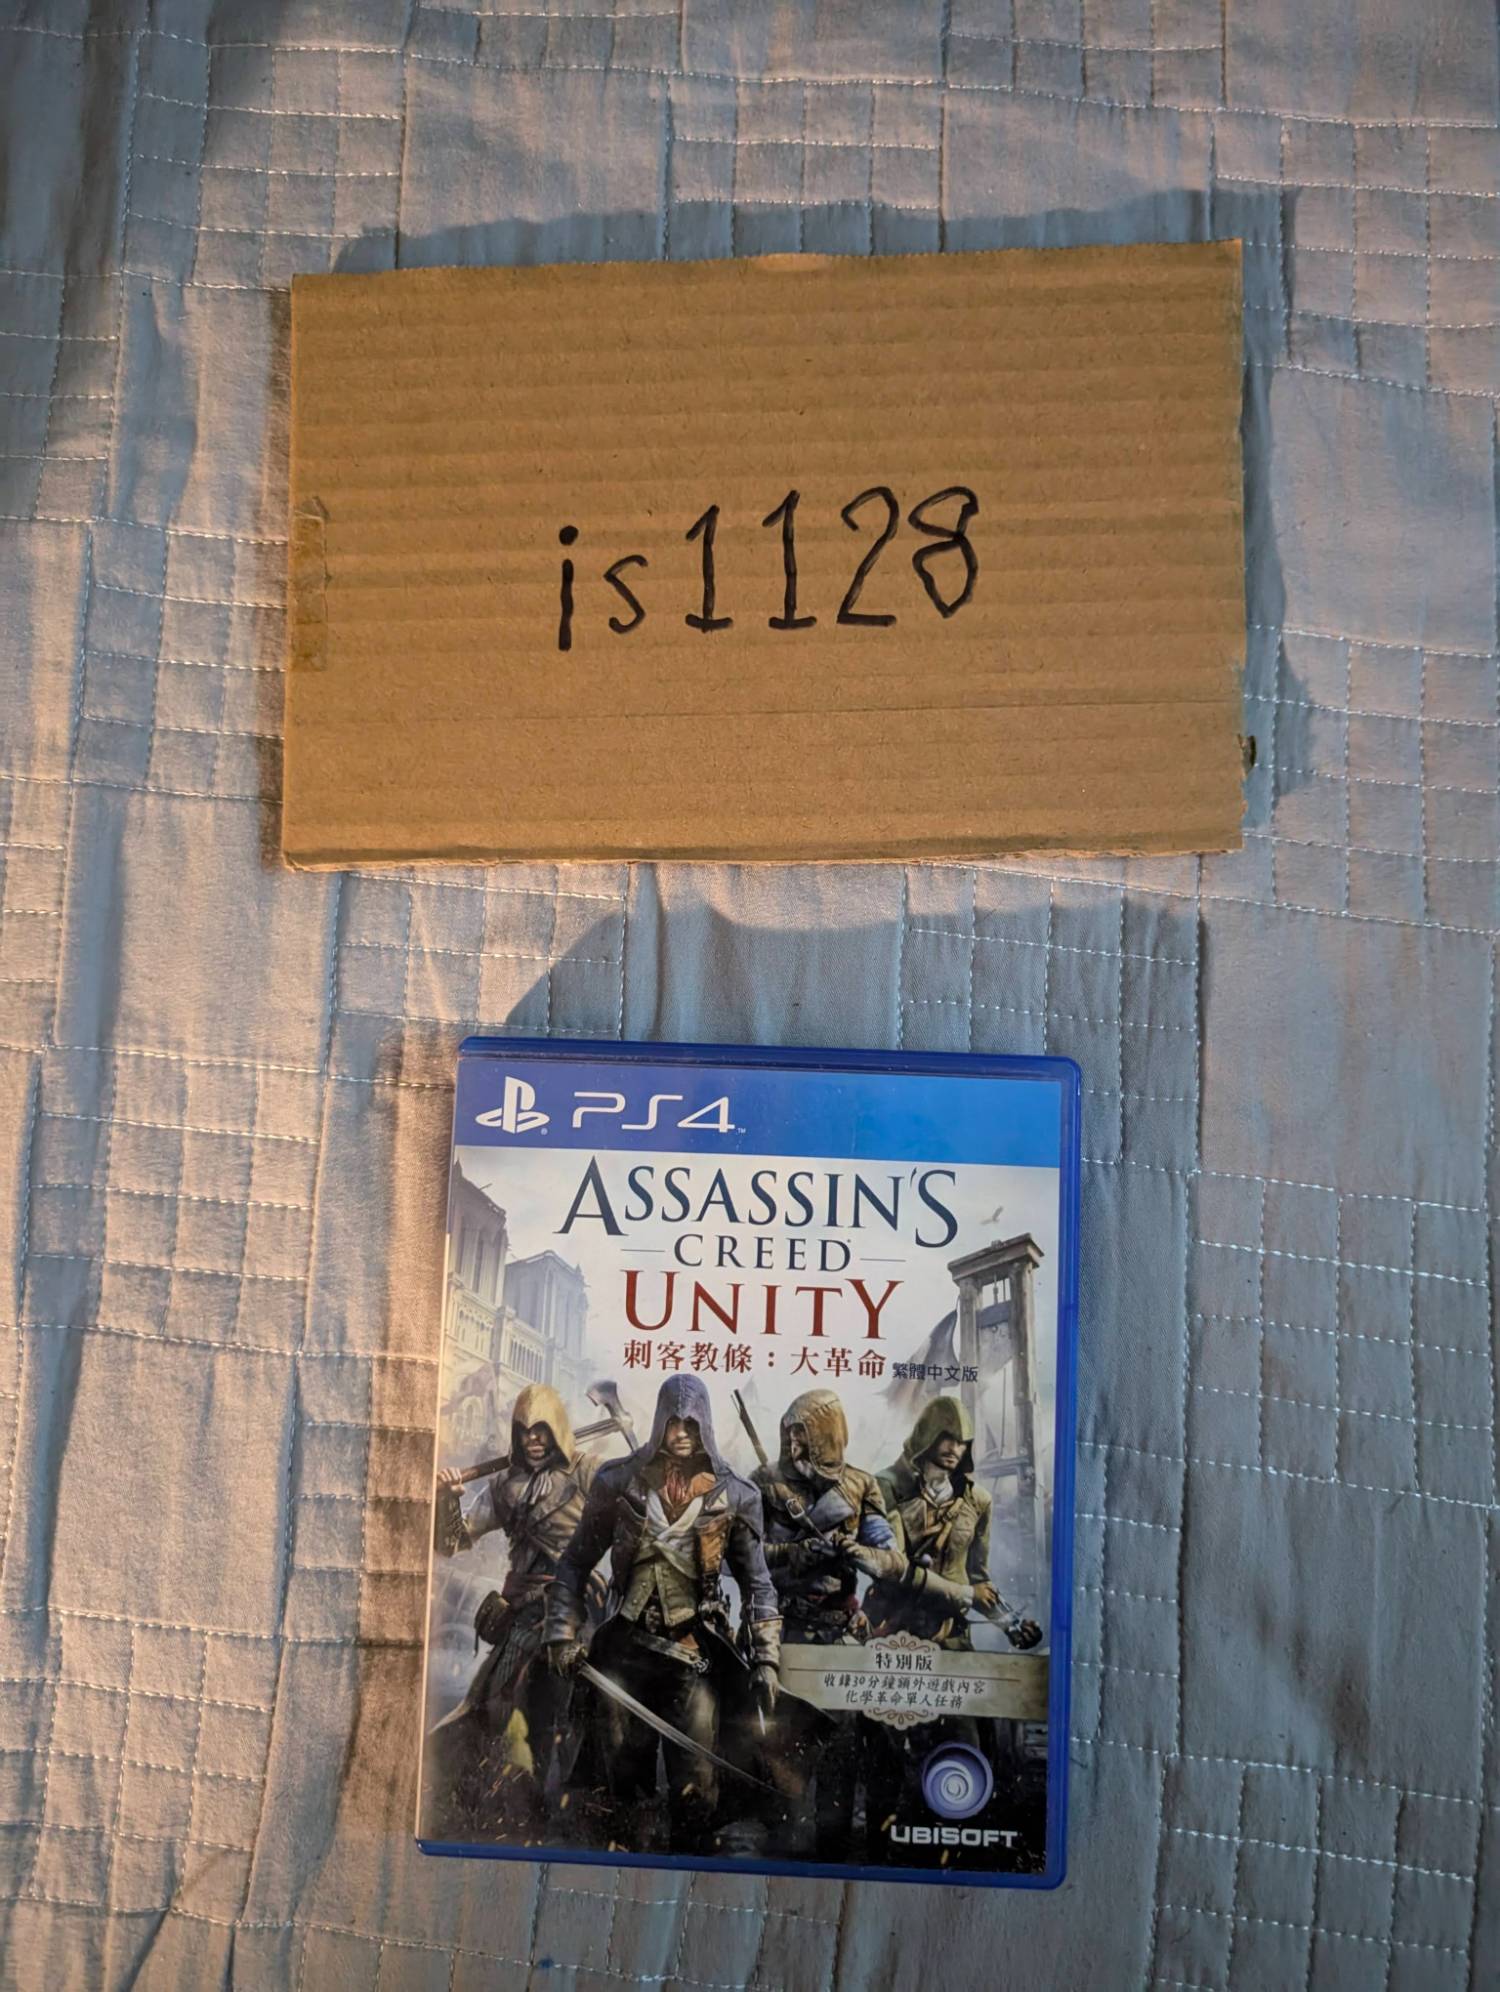 is1128
PS4
ASSASSIN'S
CREED
UNITY
刺客教條：大革命 繁體中文版
特別版
收錄30分鐘額外遊戲內容
化學革命單人任務
UBISOFT